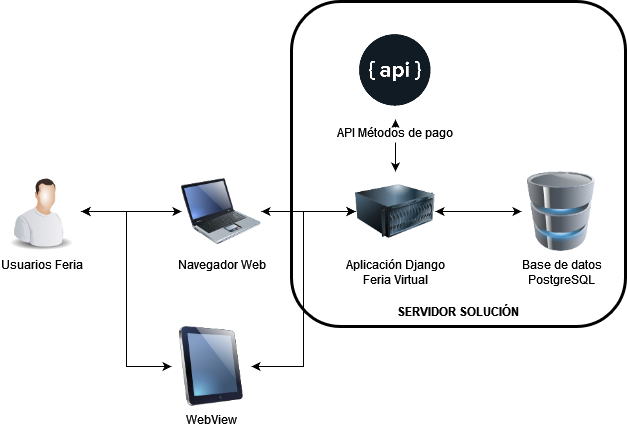 { api }
API Métodos de pago
Usuarios Feria
Navegador Web
Aplicación Django
Feria Virtual
Base de datos
PostgreSQL
SERVIDOR SOLUCIÓN
WebView